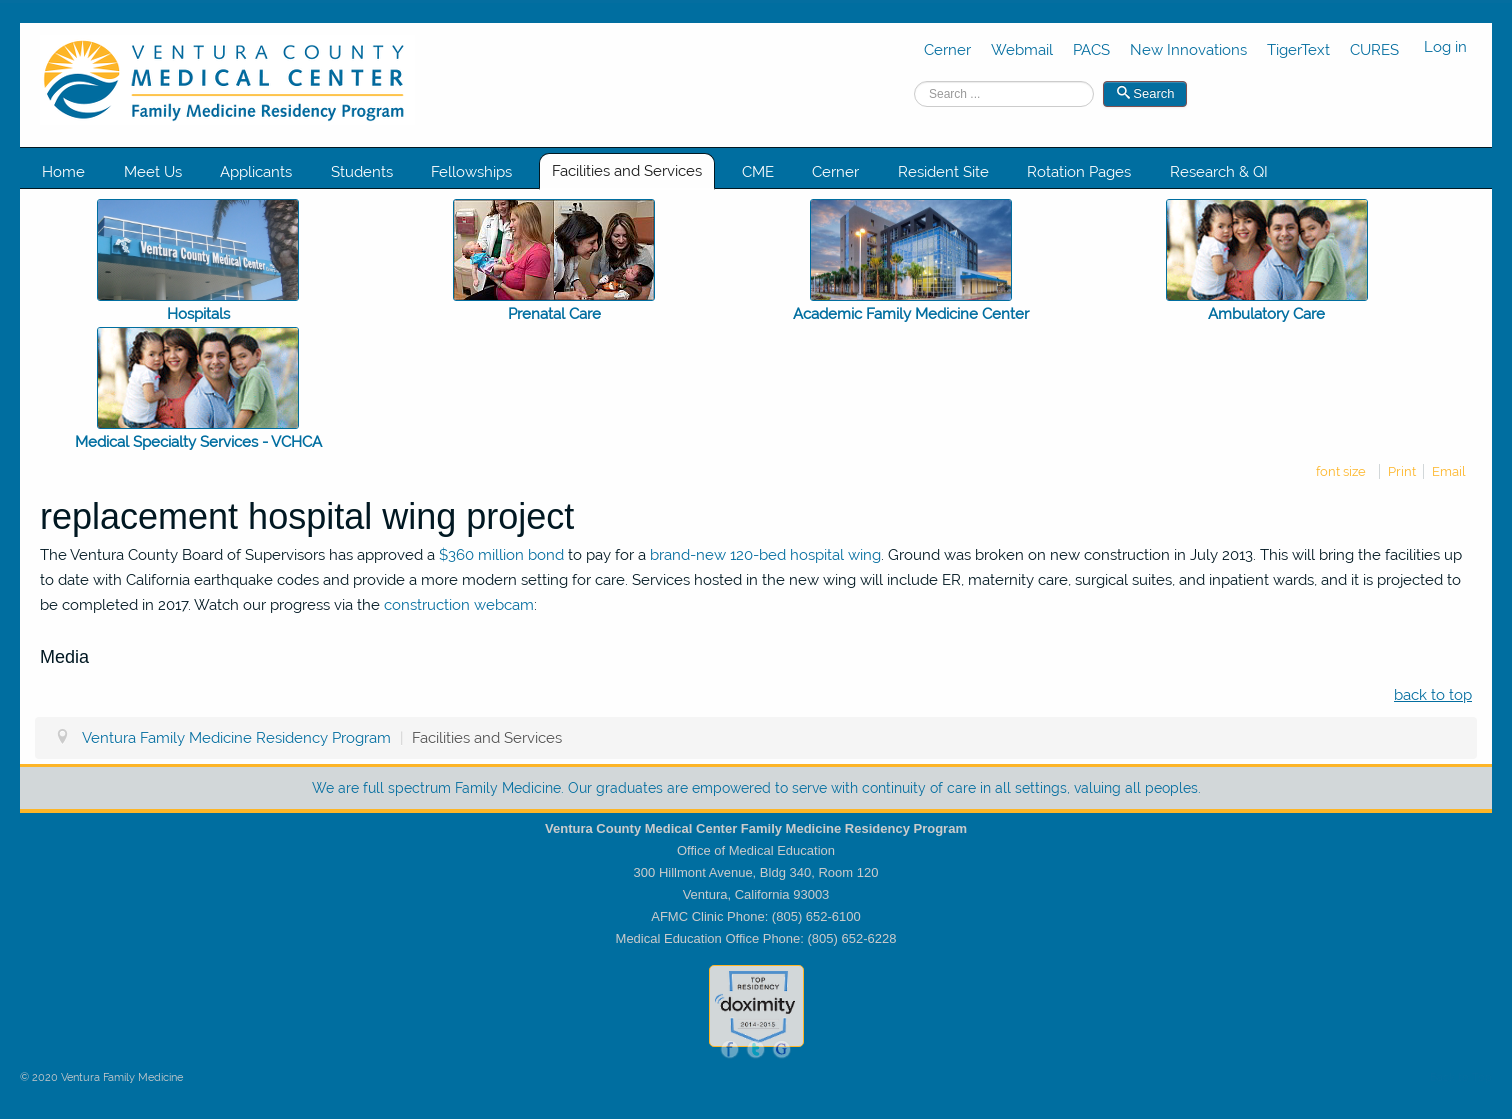 VENTURA COUNTY
MEDICAL CENTER
Family Medicine Residency Program
Cerner Webmail PACS New Innovations TigerText CURES Log in
Search ... Search
Home Meet Us Applicants Students Fellowships Facilities and Services CME Cerner Resident Site Rotation Pages Research & QI
Ventura County Medical Center
Hospitals Prenatal Care Academic Family Medicine Center Ambulatory Care
Medical Specialty Services - VCHCA
font size Print Email
replacement hospital wing project
The Ventura County Board of Supervisors has approved a $360 million bond to pay for a brand-new 120-bed hospital wing. Ground was broken on new construction in July 2013. This will bring the facilities up
to date with California earthquake codes and provide a more modern setting for care. Services hosted in the new wing will include ER, maternity care, surgical suites, and inpatient wards, and it is projected to
be completed in 2017. Watch our progress via the construction webcam:
Media
back to top
Ventura Family Medicine Residency Program | Facilities and Services
We are full spectrum Family Medicine. Our graduates are empowered to serve with continuity of care in all settings, valuing all peoples.
Ventura County Medical Center Family Medicine Residency Program
Office of Medical Education
300 Hillmont Avenue, Bldg 340, Room 120
Ventura, California 93003
AFMC Clinic Phone: (805) 652-6100
Medical Education Office Phone: (805) 652-6228
TOP
RESIDENCY
doximity
2014-2015
f t G
© 2020 Ventura Family Medicine